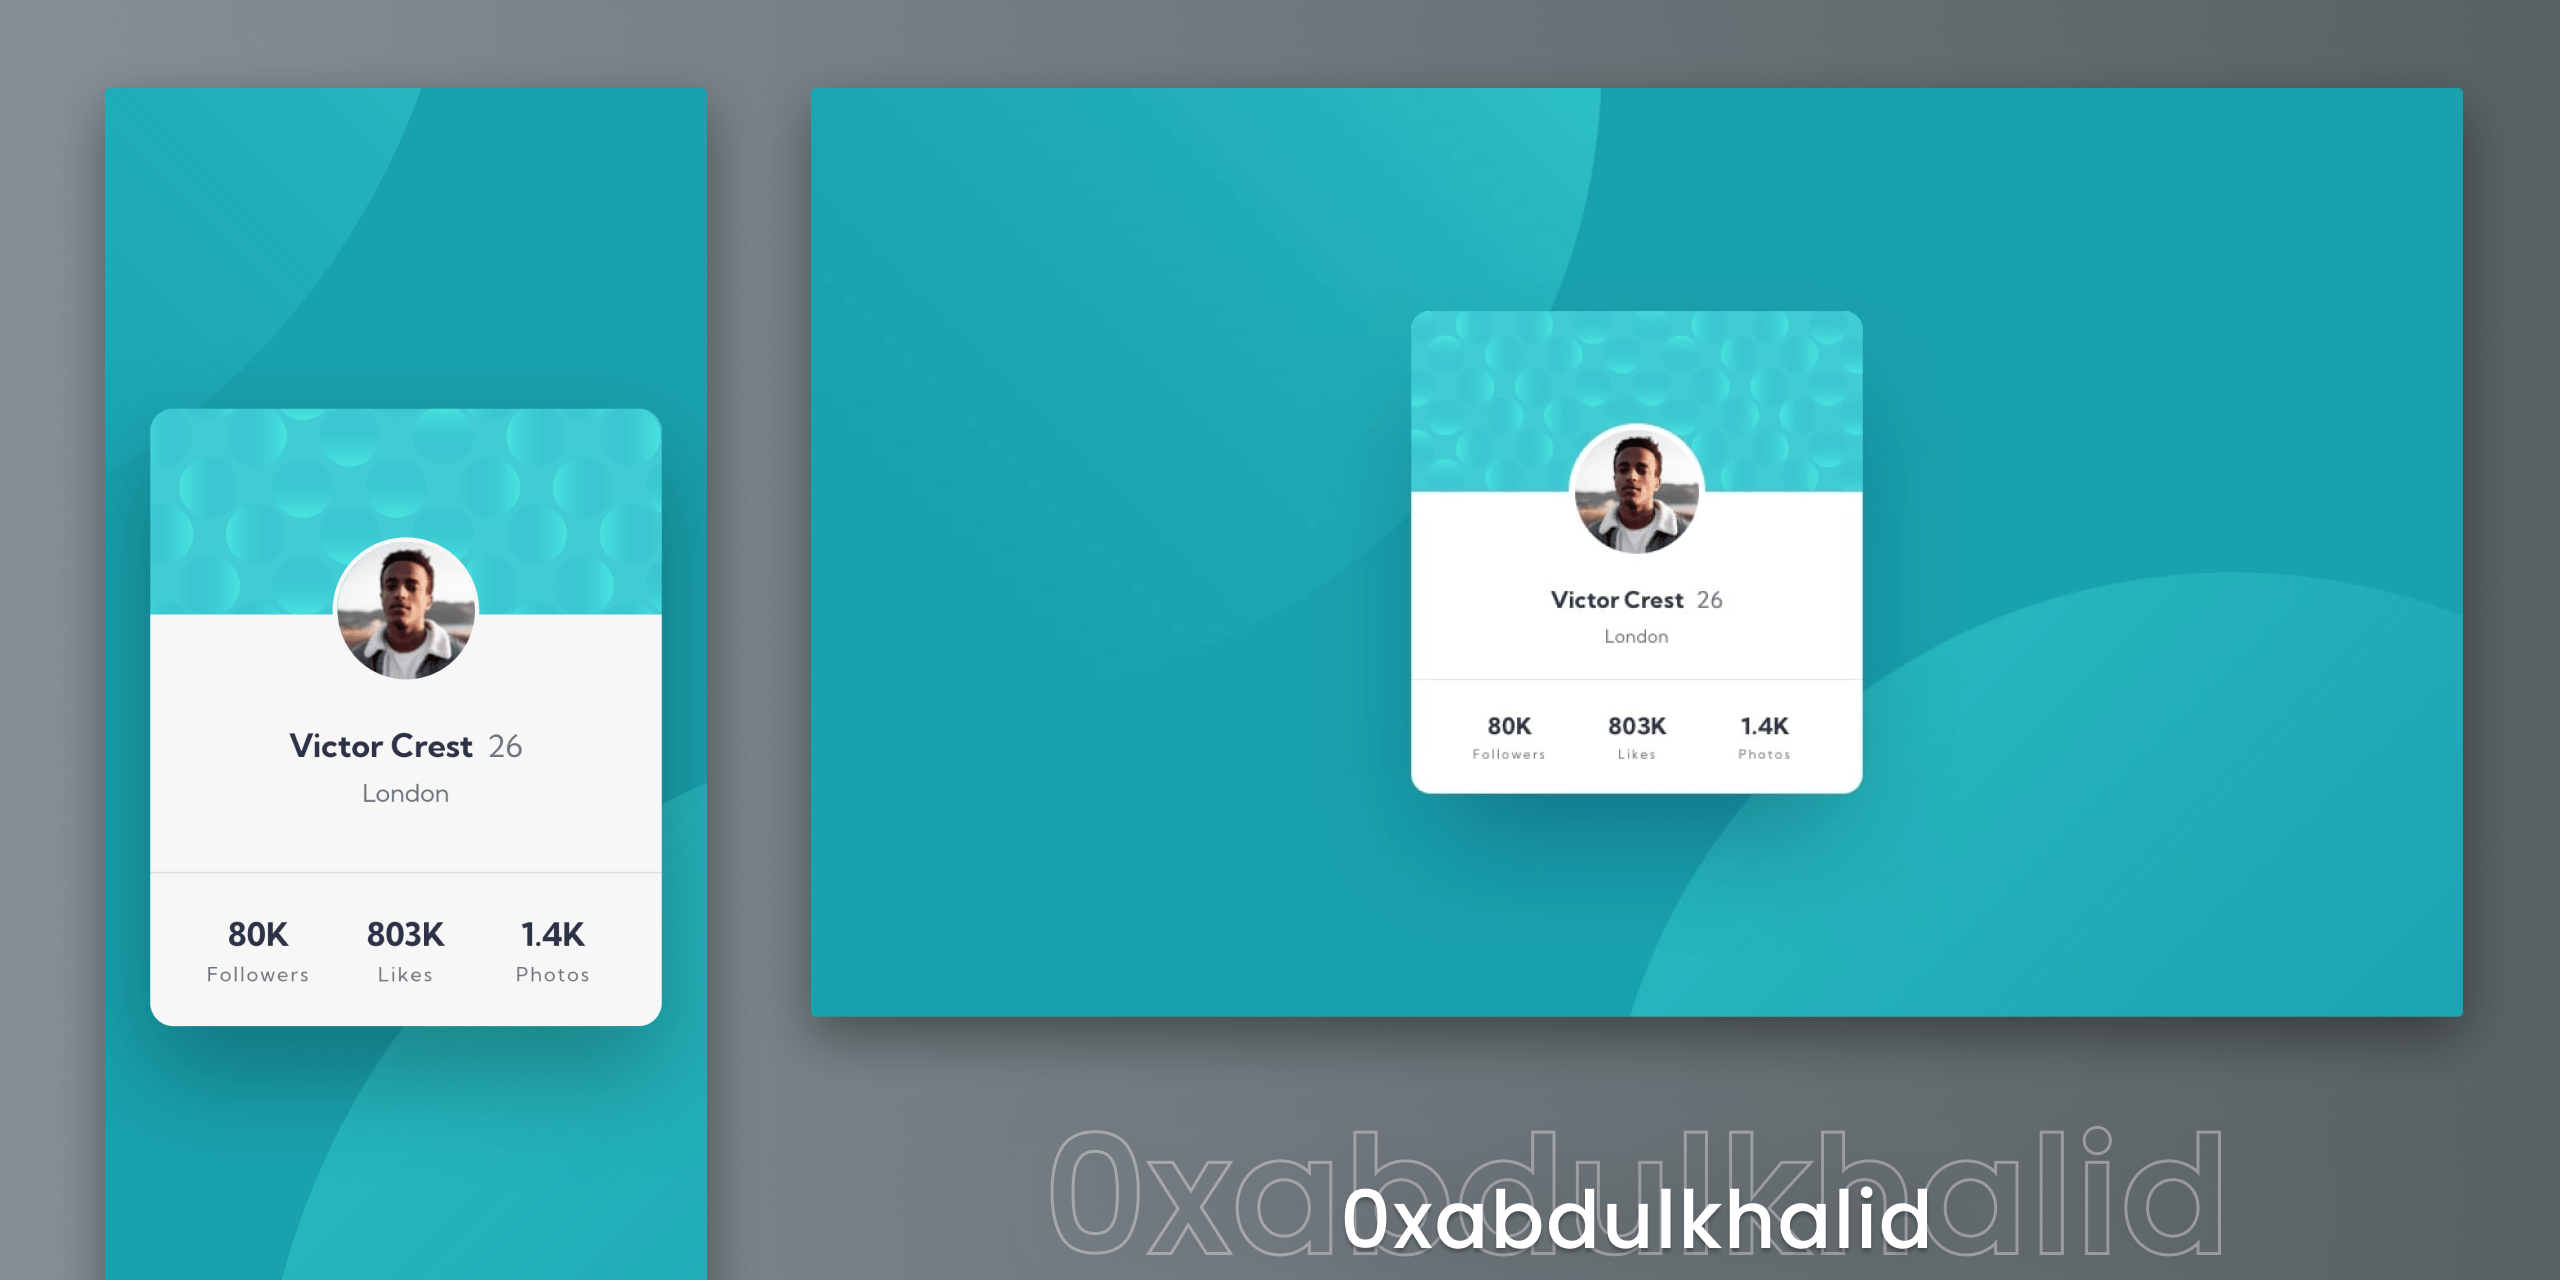 Victor Crest 26
London
80K 803K 1.4K
Followers Likes Photos
Victor Crest 26
London
80K 803K 1.4K
Followers Likes Photos
0xabdulkhalid
0xabdulkhalid